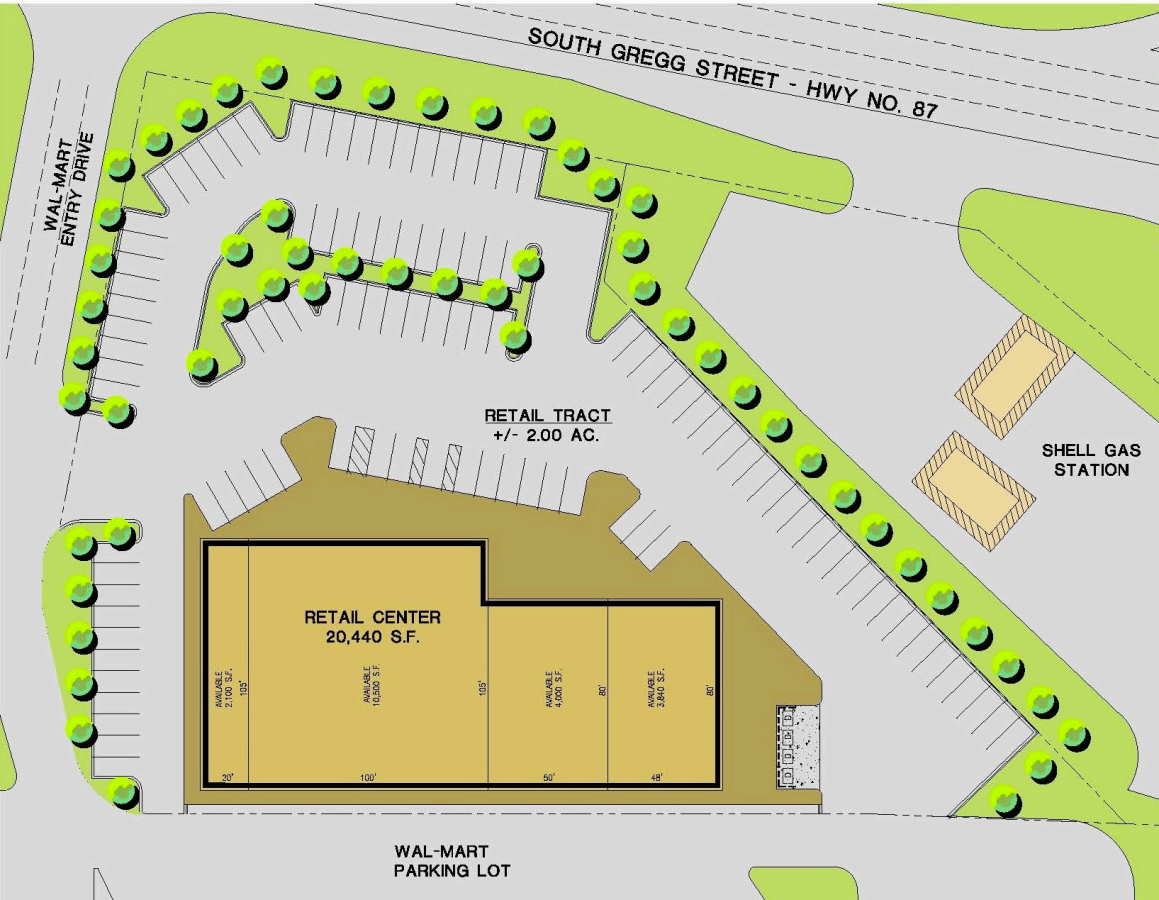 SOUTH GREGG STREET - HWY NO. 87
WAL-MART
ENTRY DRIVE
RETAIL TRACT
+/- 2.00 AC.
SHELL GAS
STATION
RETAIL CENTER
20,440 S.F.
AVAILABLE
2,100 S.F.
105'
AVAILABLE
10,500 S.F.
105'
AVAILABLE
4,000 S.F.
80'
AVAILABLE
3,840 S.F.
80'
20'
100'
50'
48'
WAL-MART
PARKING LOT